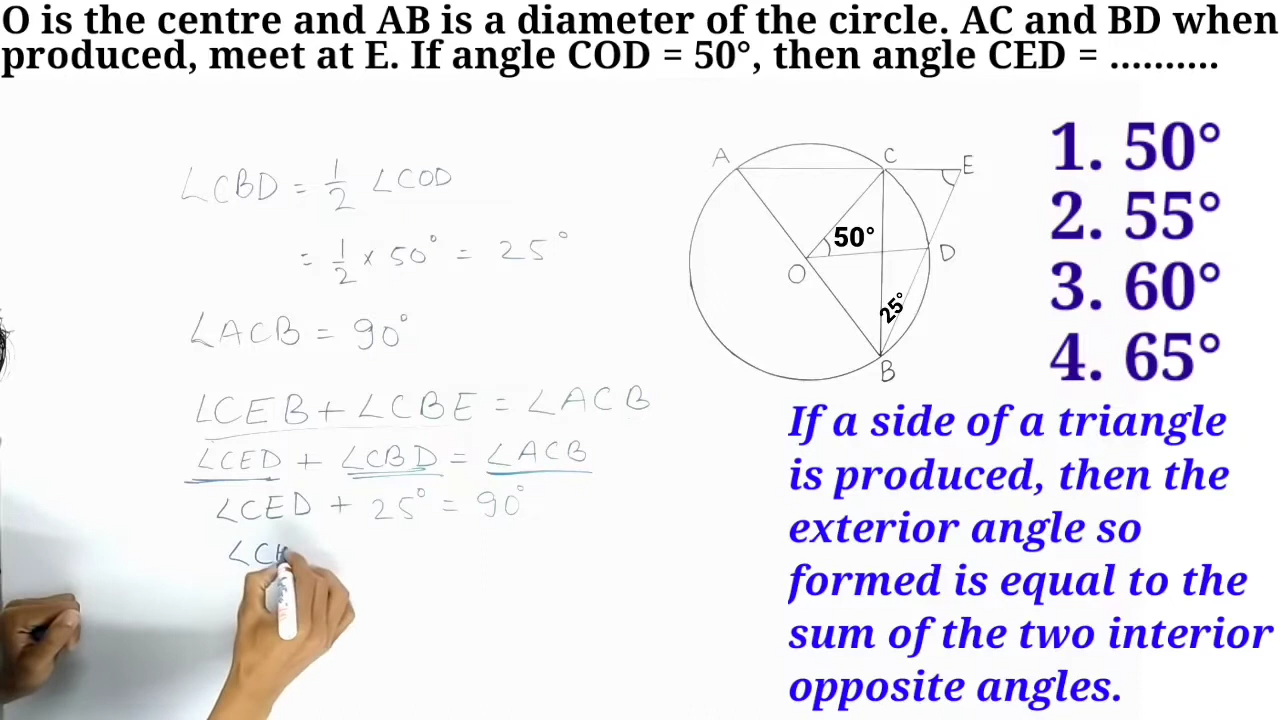 O is the centre and AB is a diameter of the circle. AC and BD when
produced, meet at E. If angle COD = 50°, then angle CED = ..........
∠CBD = 1/2 ∠COD
= 1/2 × 50° = 25°
∠ACB = 90°
∠CEB + ∠CBE = ∠ACB
∠CED + ∠CBD = ∠ACB
∠CED + 25° = 90°
∠C
A
C
E
50°
D
O
25°
B
1. 50°
2. 55°
3. 60°
4. 65°
If a side of a triangle
is produced, then the
exterior angle so
formed is equal to the
sum of the two interior
opposite angles.